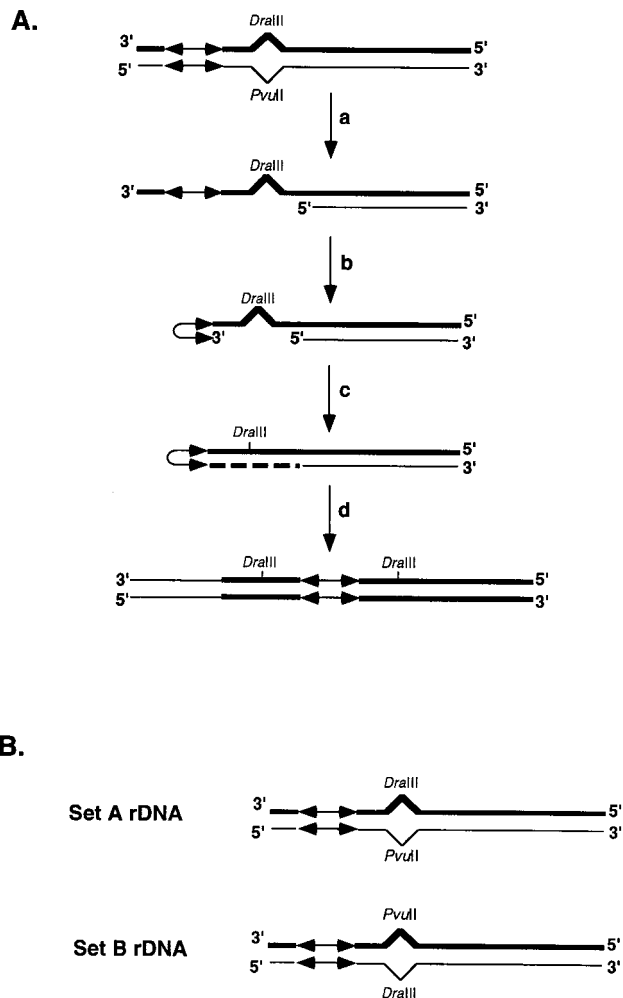 A.
DraIII
3' 5'
5' 3'
PvuII
a
DraIII
3' 5'
5' 3'
b
DraIII
5'
3' 5' 3'
c
DraIII
5'
3'
d
DraIII DraIII
3' 5'
5' 3'
B.
DraIII
3'
Set A rDNA 5'
5' 3'
PvuII
PvuII
3'
Set B rDNA 5'
5' 3'
DraIII